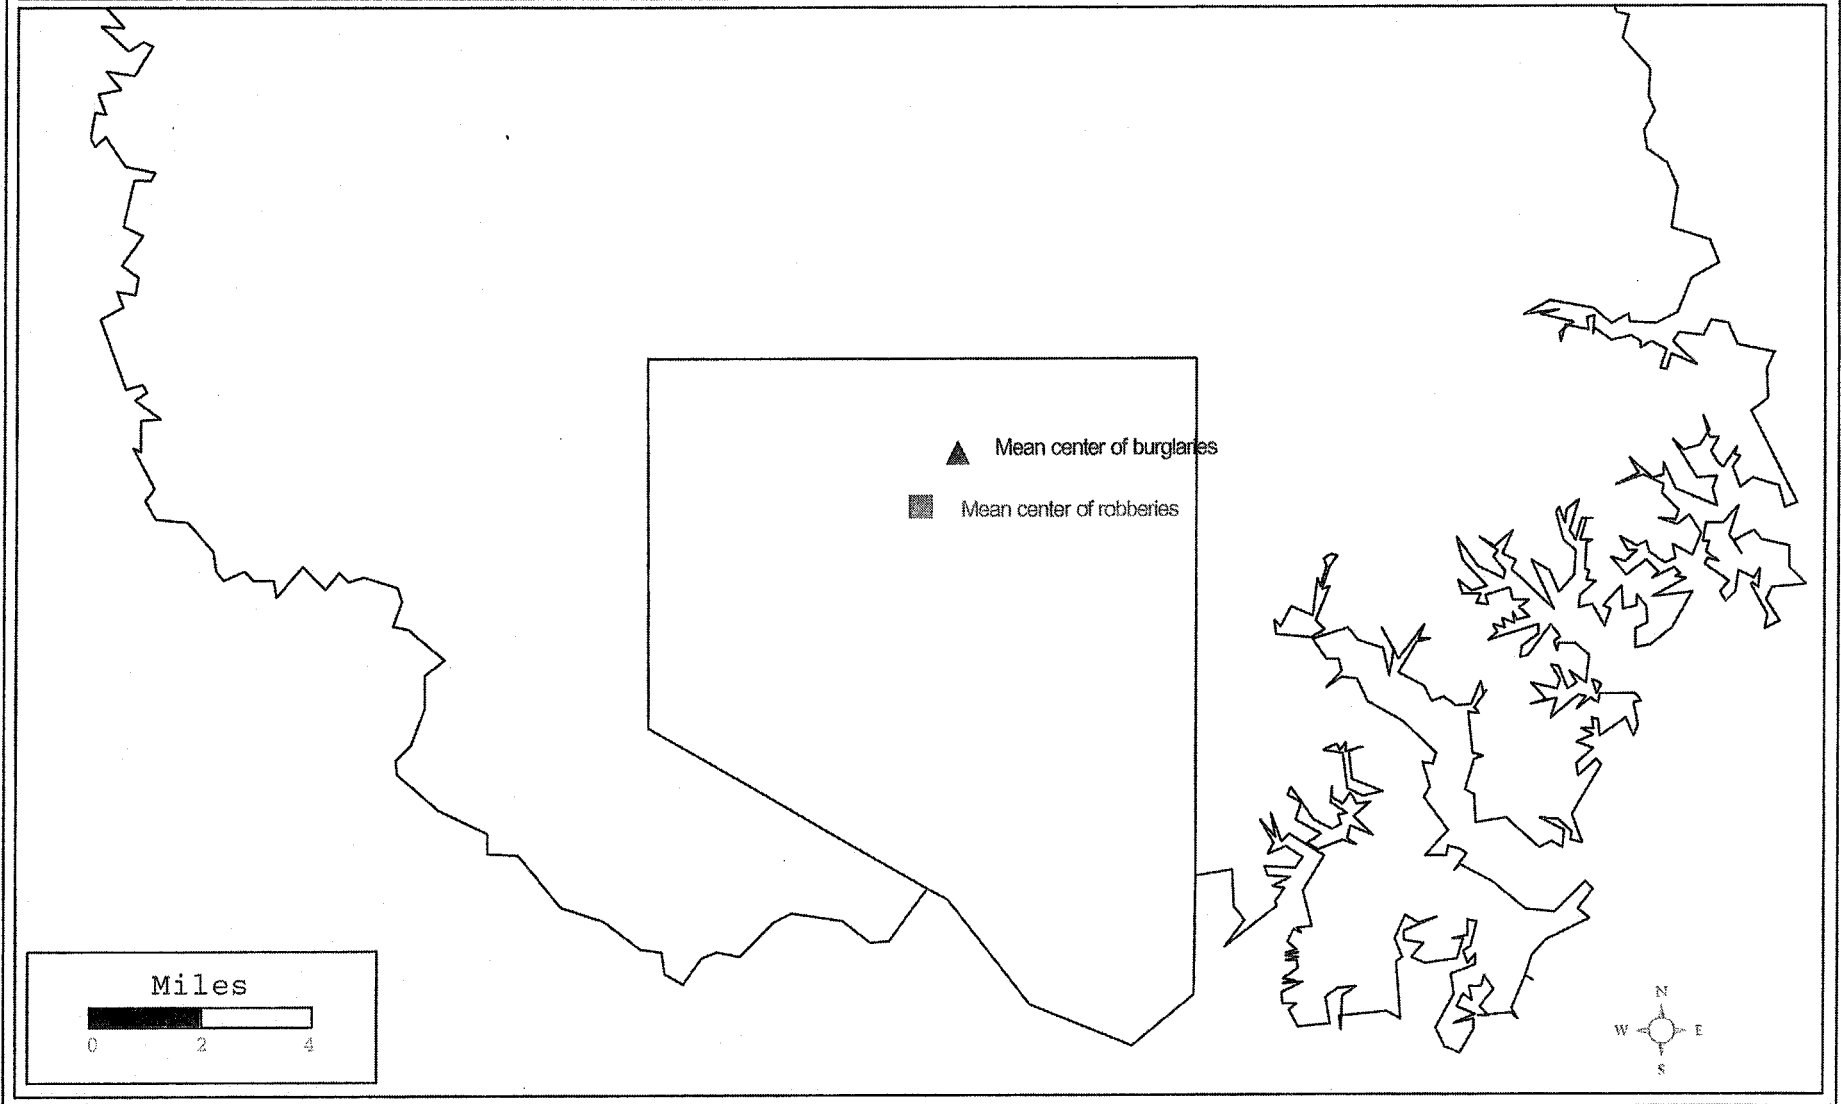 Mean center of burglaries
Mean center of robberies
Miles
0 2 4
N
W E
S